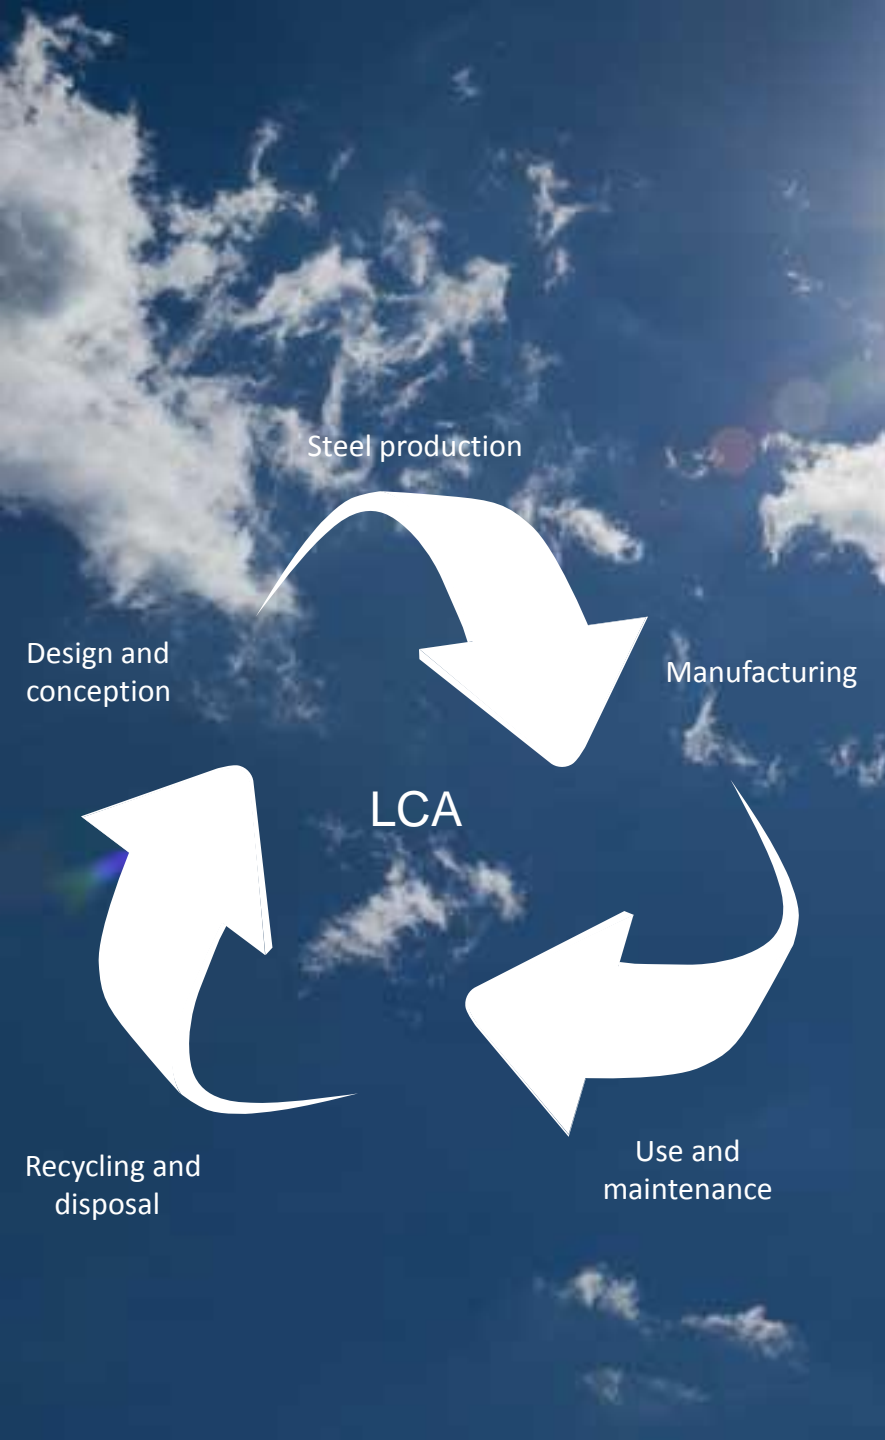 Steel production
Design and
conception
Manufacturing
LCA
Use and
maintenance
Recycling and
disposal